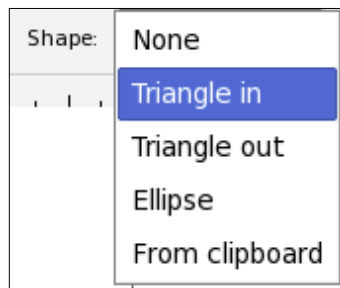 Shape:
None
Triangle in
Triangle out
Ellipse
From clipboard